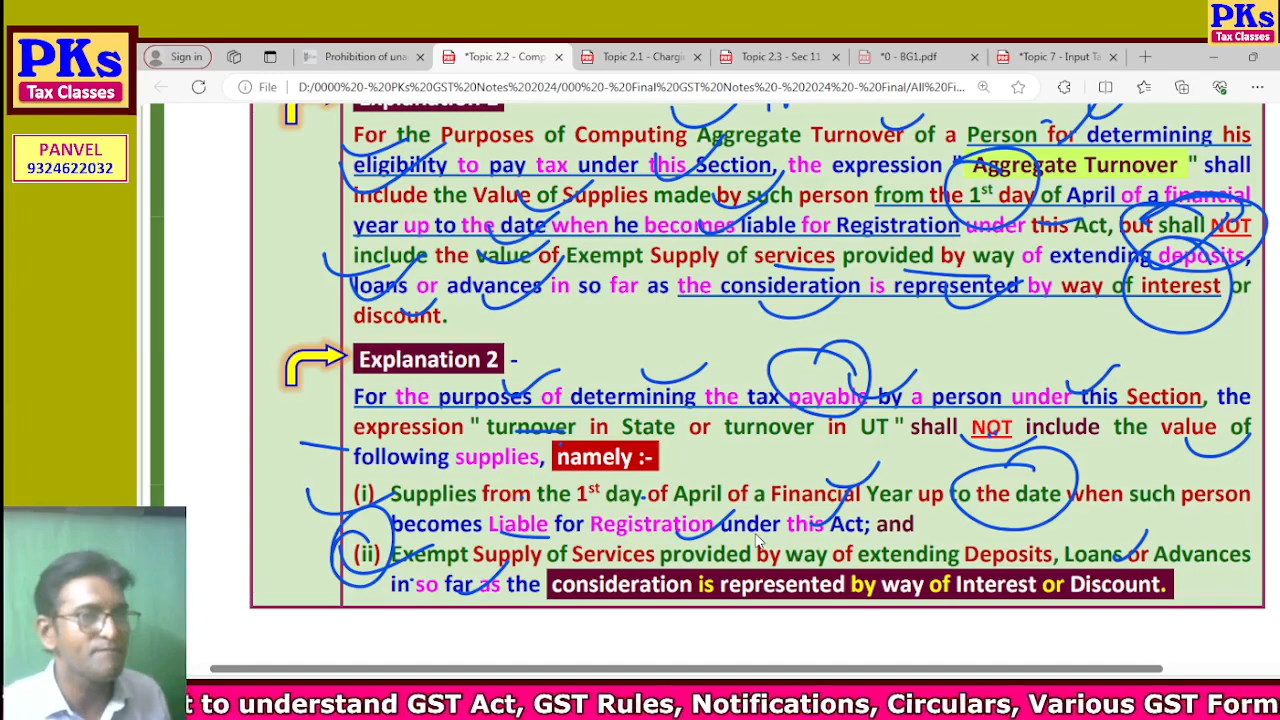 PKs
Tax Classes
PANVEL
9324622032
Sign in
Prohibition of una
*Topic 2.2 - Comp
Topic 2.1 - Chargin
Topic 2.3 - Sec 11
*0 - BG1.pdf
*Topic 7 - Input Ta
PKs
Tax Classes
File
D:/0000%20-%20PKs%20GST%20Notes%202024/000%20-%20Final%20GST%20Notes%20-%202024%20-%20Final/All%20Fi...
For the Purposes of Computing Aggregate Turnover of a Person for determining his
eligibility to pay tax under this Section, the expression " Aggregate Turnover " shall
include the Value of Supplies made by such person from the 1st day of April of a financial
year up to the date when he becomes liable for Registration under this Act, but shall NOT
include the value of Exempt Supply of services provided by way of extending deposits,
loans or advances in so far as the consideration is represented by way of interest or
discount.
Explanation 2 -
For the purposes of determining the tax payable by a person under this Section, the
expression " turnover in State or turnover in UT " shall NOT include the value of
following supplies, namely :-
(i) Supplies from the 1st day of April of a Financial Year up to the date when such person
becomes Liable for Registration under this Act; and
(ii) Exempt Supply of Services provided by way of extending Deposits, Loans or Advances
in so far as the consideration is represented by way of Interest or Discount.
t to understand GST Act, GST Rules, Notifications, Circulars, Various GST Form